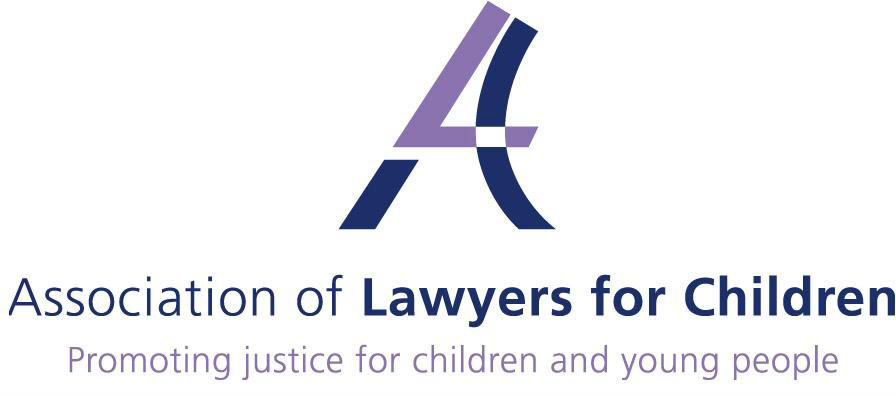 Association of Lawyers for Children
Promoting justice for children and young people